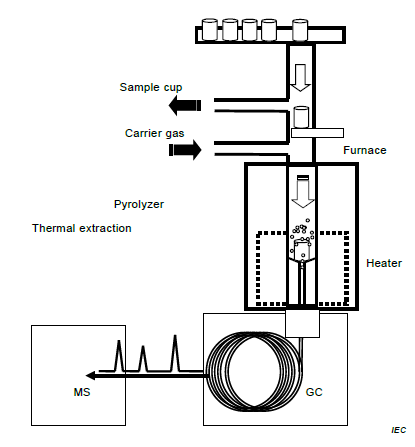 Sample cup
Carrier gas
Furnace
Pyrolyzer
Thermal extraction
Heater
MS
GC
IEC